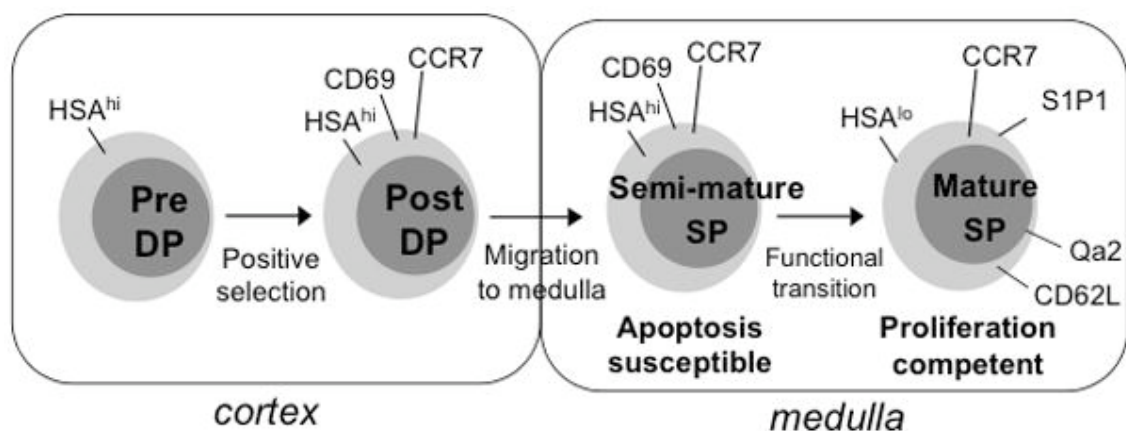 HSAhi
Pre
DP
Positive
selection
CD69
CCR7
HSAhi
Post
DP
Migration
to medulla
cortex
CD69
CCR7
HSAhi
Semi-mature
SP
Apoptosis
susceptible
Functional
transition
CCR7
S1P1
HSAlo
Mature
SP
Qa2
CD62L
Proliferation
competent
medulla